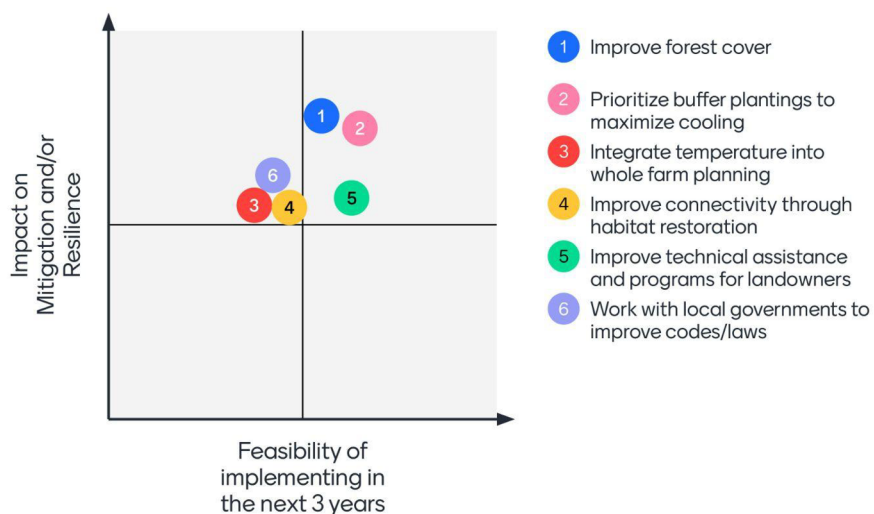 1 Improve forest cover
2 Prioritize buffer plantings to
maximize cooling
3 Integrate temperature into
whole farm planning
4 Improve connectivity through
habitat restoration
5 Improve technical assistance
and programs for landowners
6 Work with local governments to
improve codes/laws
1
2
6
5
3
4
Impact on
Mitigation and/or
Resilience
Feasibility of
implementing in
the next 3 years